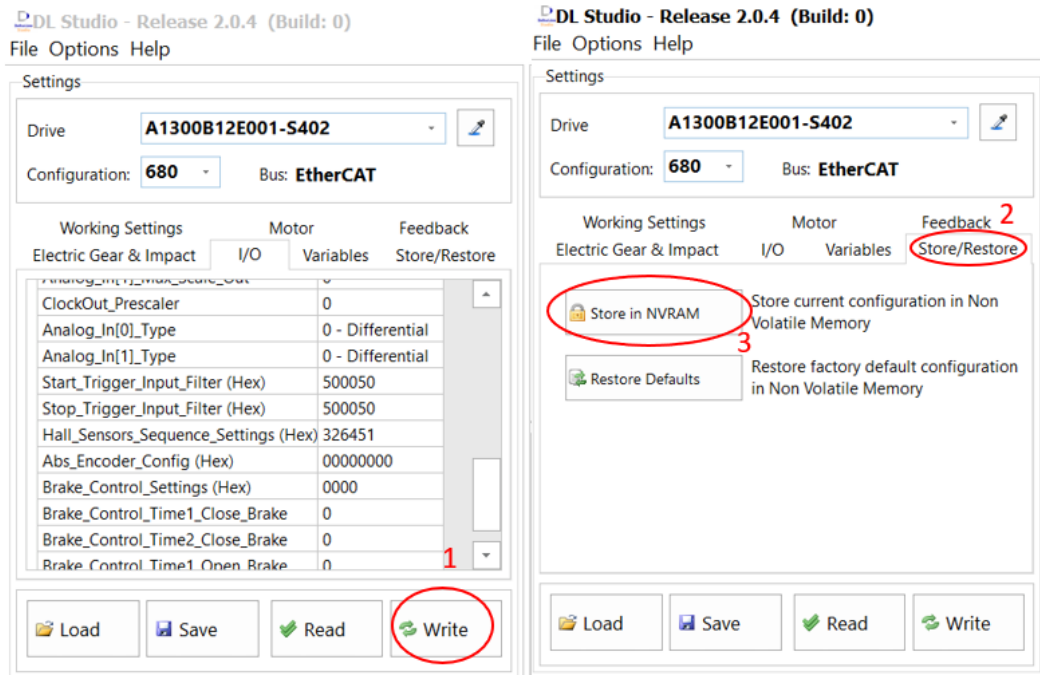 DL Studio - Release 2.0.4 (Build: 0)
File Options Help
Settings
Drive A1300B12E001-S402
Configuration: 680 Bus: EtherCAT
Working Settings Motor Feedback
Electric Gear & Impact I/O Variables Store/Restore
Analog_In[1]_Max_Scale_Out 0
ClockOut_Prescaler 0
Analog_In[0]_Type 0 - Differential
Analog_In[1]_Type 0 - Differential
Start_Trigger_Input_Filter (Hex) 500050
Stop_Trigger_Input_Filter (Hex) 500050
Hall_Sensors_Sequence_Settings (Hex) 326451
Abs_Encoder_Config (Hex) 00000000
Brake_Control_Settings (Hex) 0000
Brake_Control_Time1_Close_Brake 0
Brake_Control_Time2_Close_Brake 0
Brake_Control_Time1_Open_Brake 0
1
Load Save Read Write
DL Studio - Release 2.0.4 (Build: 0)
File Options Help
Settings
Drive A1300B12E001-S402
Configuration: 680 Bus: EtherCAT
Working Settings Motor Feedback 2
Electric Gear & Impact I/O Variables Store/Restore
Store in NVRAM Store current configuration in Non
Volatile Memory
3
Restore Defaults Restore factory default configuration
in Non Volatile Memory
Load Save Read Write